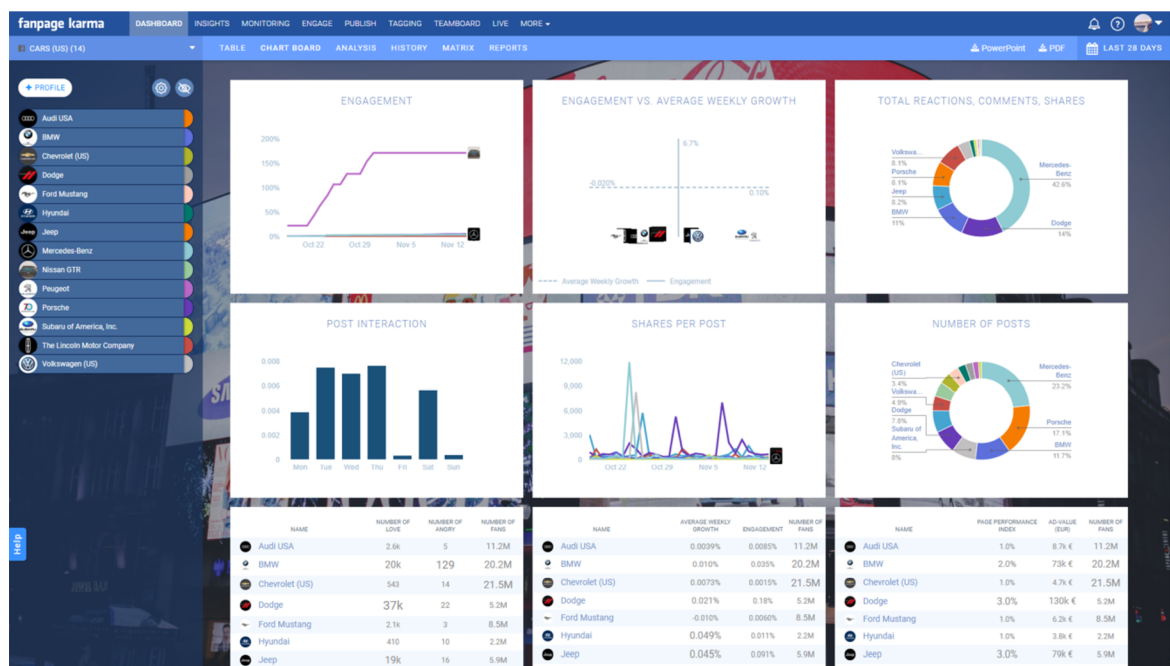 fanpage karma DASHBOARD INSIGHTS MONITORING ENGAGE PUBLISH TAGGING TEAMBOARD LIVE MORE
CARS (US) (14) TABLE CHART BOARD ANALYSIS HISTORY MATRIX REPORTS PowerPoint PDF LAST 28 DAYS
+ PROFILE
Audi USA
BMW
Chevrolet (US)
Dodge
Ford Mustang
Hyundai
Jeep
Mercedes-Benz
Nissan GTR
Peugeot
Porsche
Subaru of America, Inc.
The Lincoln Motor Company
Volkswagen (US)
Help
ENGAGEMENT
200%
150%
100%
50%
0%
Oct 22 Oct 29 Nov 5 Nov 12
ENGAGEMENT VS. AVERAGE WEEKLY GROWTH
6.7%
-0.020%
0.10%
Average Weekly Growth Engagement
TOTAL REACTIONS, COMMENTS, SHARES
Volkswa...
8.1%
Porsche
8.1%
Jeep
8.2%
BMW
11%
Mercedes-
Benz
42.6%
Dodge
14%
POST INTERACTION
0.008
0.006
0.004
0.002
0
Mon Tue Wed Thu Fri Sat Sun
SHARES PER POST
12,000
9,000
6,000
3,000
0
Oct 22 Oct 29 Nov 5 Nov 12
NUMBER OF POSTS
Chevrolet
(US)
3.4%
Volkswa...
4.9%
Dodge
7.8%
Subaru of
America,
Inc.
8%
Mercedes-
Benz
23.2%
Porsche
17.1%
BMW
11.7%
NAME NUMBER OF LOVE NUMBER OF ANGRY NUMBER OF FANS
Audi USA 2.6k 5 11.2M
BMW 20k 129 20.2M
Chevrolet (US) 543 14 21.5M
Dodge 37k 22 5.2M
Ford Mustang 2.1k 3 8.5M
Hyundai 410 10 2.2M
Jeep 19k 16 5.9M
NAME AVERAGE WEEKLY GROWTH ENGAGEMENT NUMBER OF FANS
Audi USA 0.0039% 0.0085% 11.2M
BMW 0.010% 0.035% 20.2M
Chevrolet (US) 0.0073% 0.0015% 21.5M
Dodge 0.021% 0.18% 5.2M
Ford Mustang -0.010% 0.0060% 8.5M
Hyundai 0.049% 0.011% 2.2M
Jeep 0.045% 0.091% 5.9M
NAME PAGE PERFORMANCE INDEX AD-VALUE (EUR) NUMBER OF FANS
Audi USA 1.0% 8.7k € 11.2M
BMW 2.0% 73k € 20.2M
Chevrolet (US) 1.0% 4.7k € 21.5M
Dodge 3.0% 130k € 5.2M
Ford Mustang 1.0% 6.2k € 8.5M
Hyundai 1.0% 3.8k € 2.2M
Jeep 3.0% 79k € 5.9M